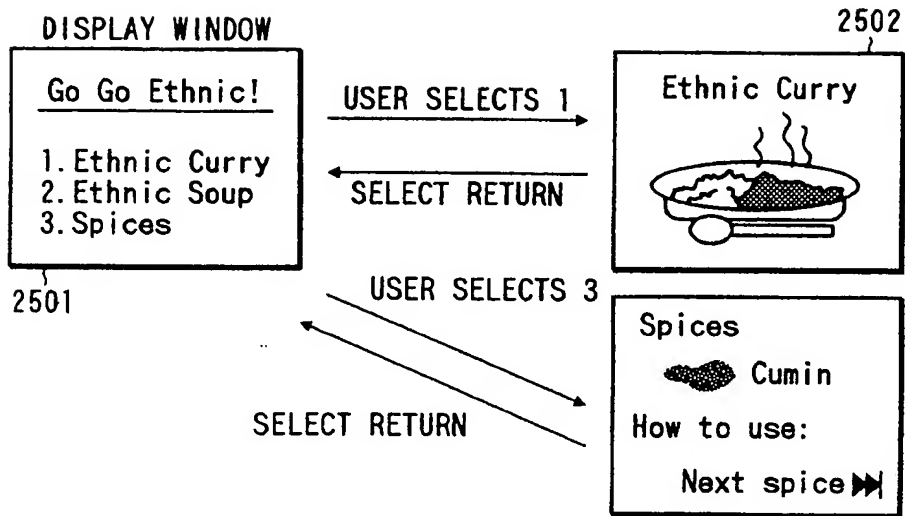 DISPLAY WINDOW
Go Go Ethnic!
1. Ethnic Curry
2. Ethnic Soup
3. Spices
2501
USER SELECTS 1
SELECT RETURN
2502
Ethnic Curry
USER SELECTS 3
SELECT RETURN
Spices
Cumin
How to use:
Next spice